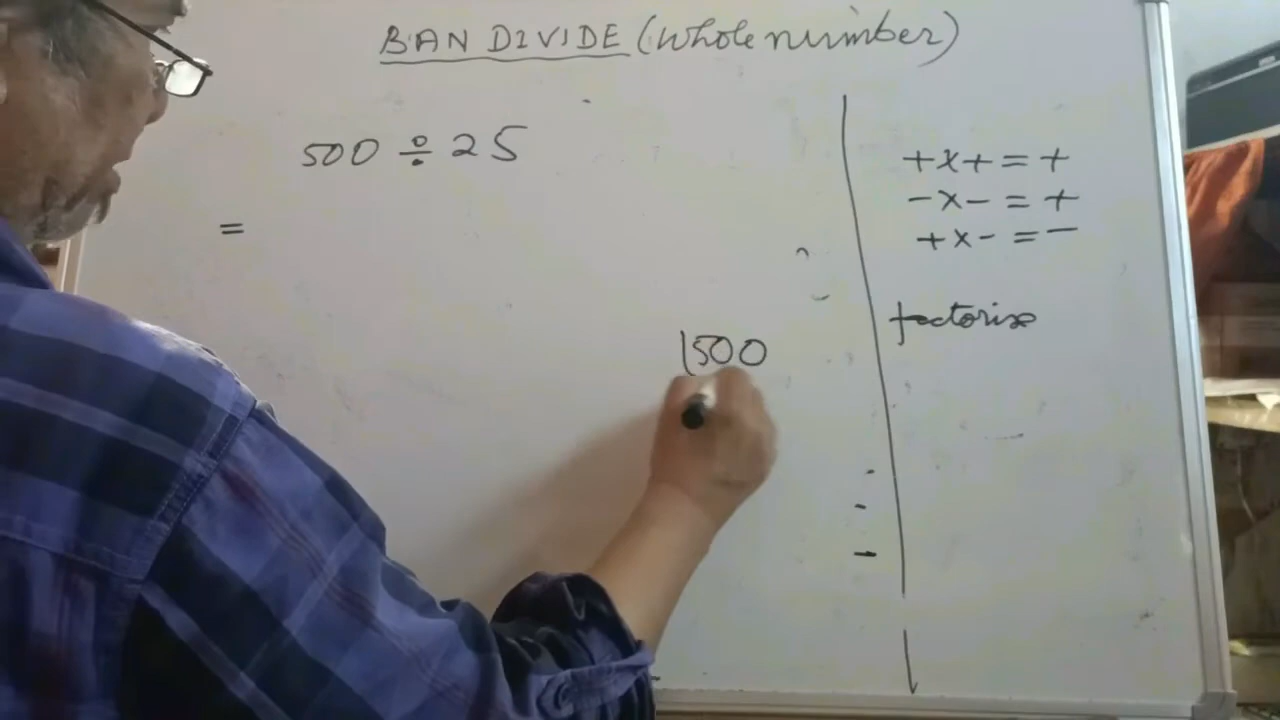 BAN DIVIDE (whole number)
500 ÷ 25
=
500
+ x + = +
- x - = +
+ x - = -
factorise